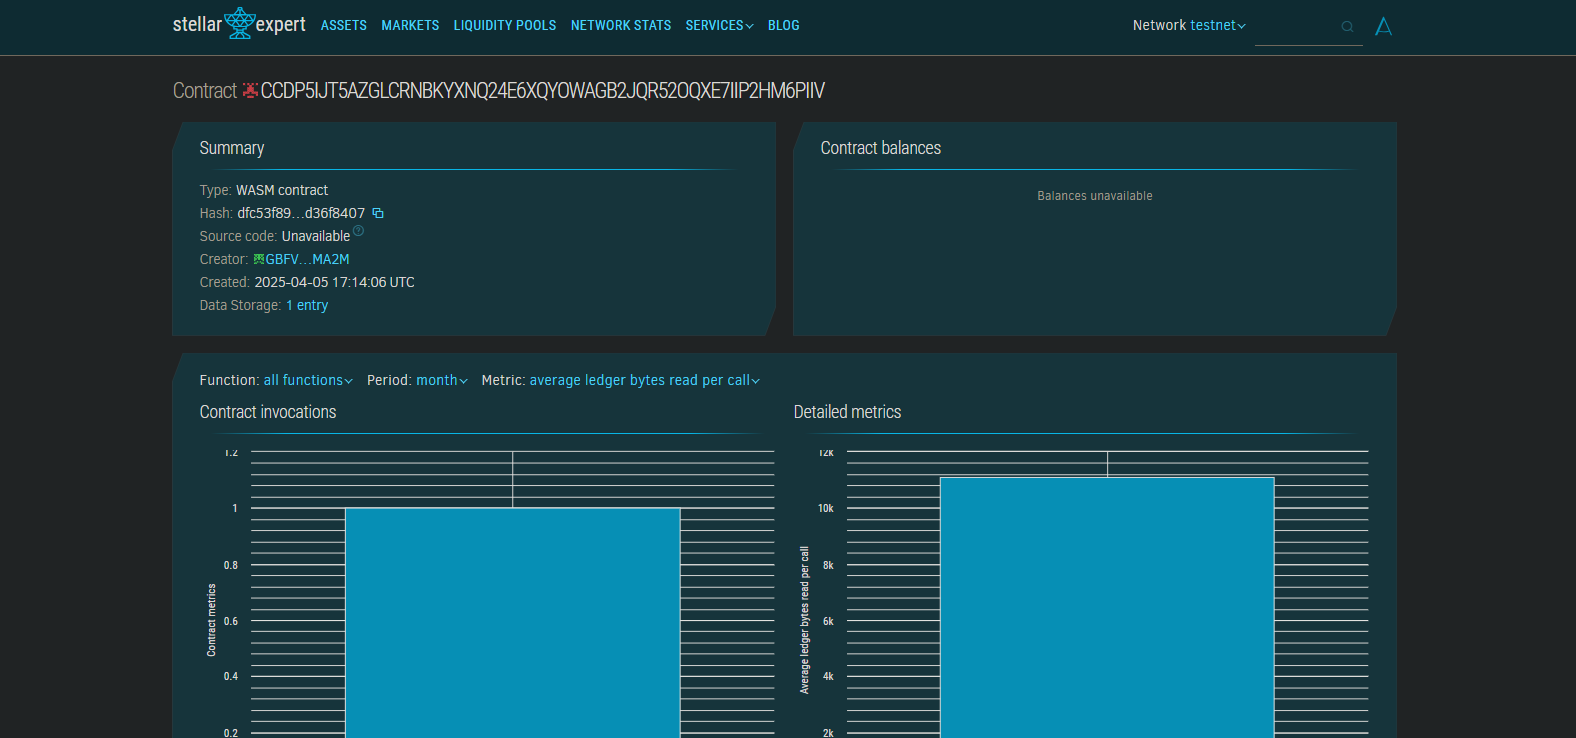 stellar expert ASSETS MARKETS LIQUIDITY POOLS NETWORK STATS SERVICES BLOG Network testnet
Contract CCDP5IJT5AZGLCRNBKYXNQ24E6XQYOWAGB2JQR52OQXE7IIP2HM6PIIV
Summary
Type: WASM contract
Hash: dfc53f89...d36f8407
Source code: Unavailable
Creator: GBFV...MA2M
Created: 2025-04-05 17:14:06 UTC
Data Storage: 1 entry
Contract balances
Balances unavailable
Function: all functions Period: month Metric: average ledger bytes read per call
Contract invocations
1.2
1
0.8
0.6
0.4
0.2
Contract metrics
Detailed metrics
12k
10k
8k
6k
4k
2k
Average ledger bytes read per call